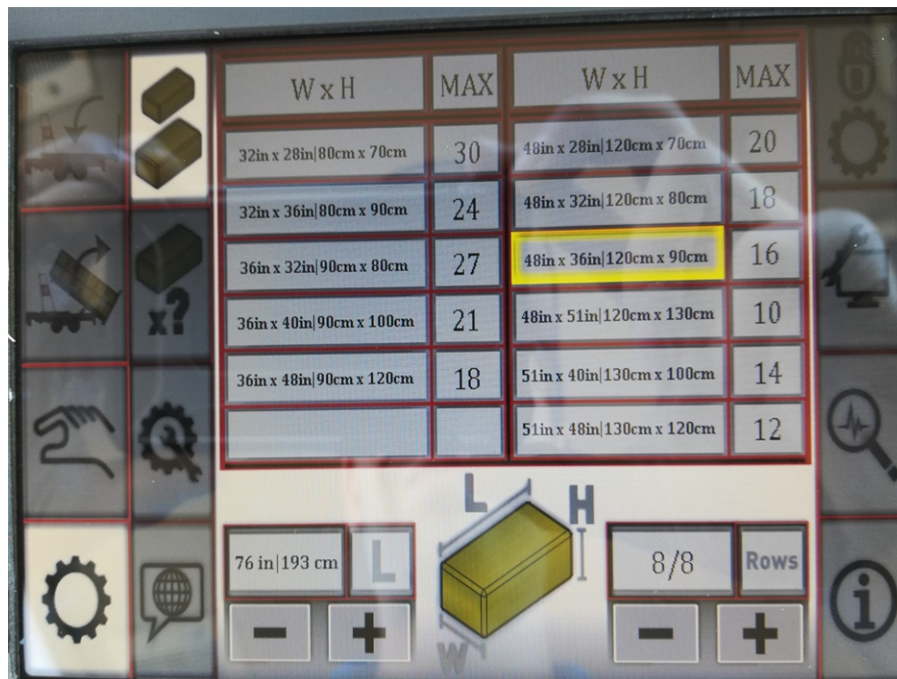 W x H MAX W x H MAX
32in x 28in|80cm x 70cm 30 48in x 28in|120cm x 70cm 20
32in x 36in|80cm x 90cm 24 48in x 32in|120cm x 80cm 18
36in x 32in|90cm x 80cm 27 48in x 36in|120cm x 90cm 16
x?
36in x 40in|90cm x 100cm 21 48in x 51in|120cm x 130cm 10
36in x 48in|90cm x 120cm 18 51in x 40in|130cm x 100cm 14
51in x 48in|130cm x 120cm 12
L H
76 in|193 cm L 8/8 Rows
- + W - +
i